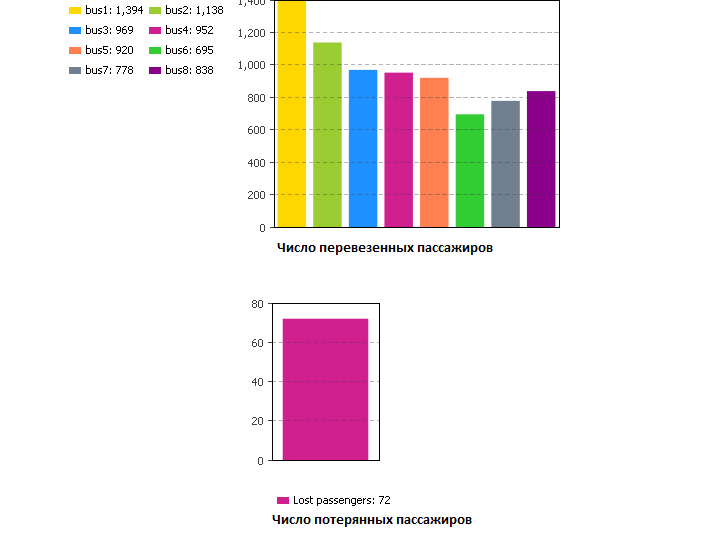 1,400
bus1: 1,394 bus2: 1,138
bus3: 969 bus4: 952
bus5: 920 bus6: 695
bus7: 778 bus8: 838
1,200
1,000
800
600
400
200
0
Число перевезенных пассажиров
80
60
40
20
0
Lost passengers: 72
Число потерянных пассажиров